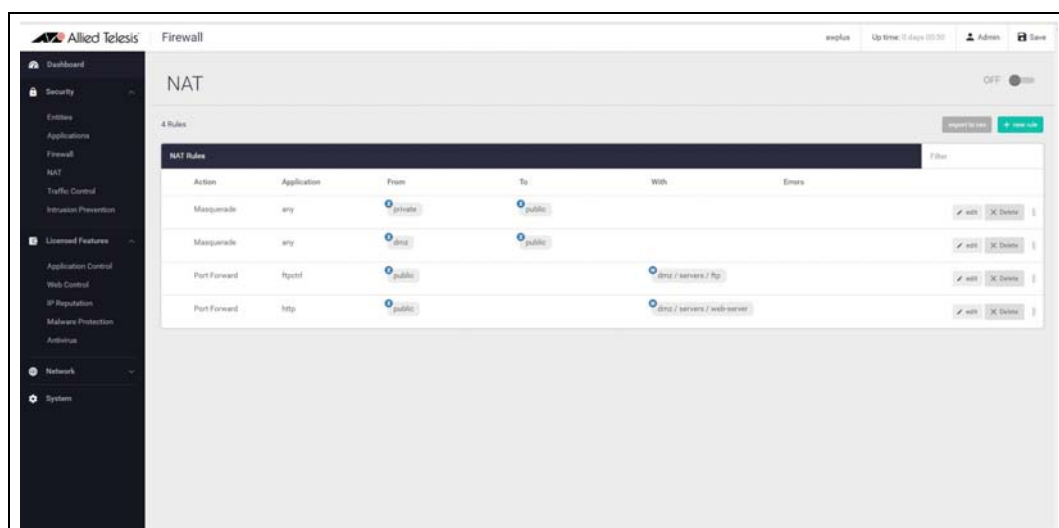 Allied Telesis
Firewall
awplus
Up time: 0 days 00:50
Admin
Save
Dashboard
Security
Entities
Applications
Firewall
NAT
Traffic Control
Intrusion Prevention
Licensed Features
Application Control
Web Control
IP Reputation
Malware Protection
Antivirus
Network
System
NAT
OFF
4 Rules
export to csv
+ new rule
NAT Rules
Filter
Action Application From To With Errors
Masquerade any private public edit Delete
Masquerade any dmz public edit Delete
Port Forward ftpctrl public dmz / servers / ftp edit Delete
Port Forward http public dmz / servers / web-server edit Delete